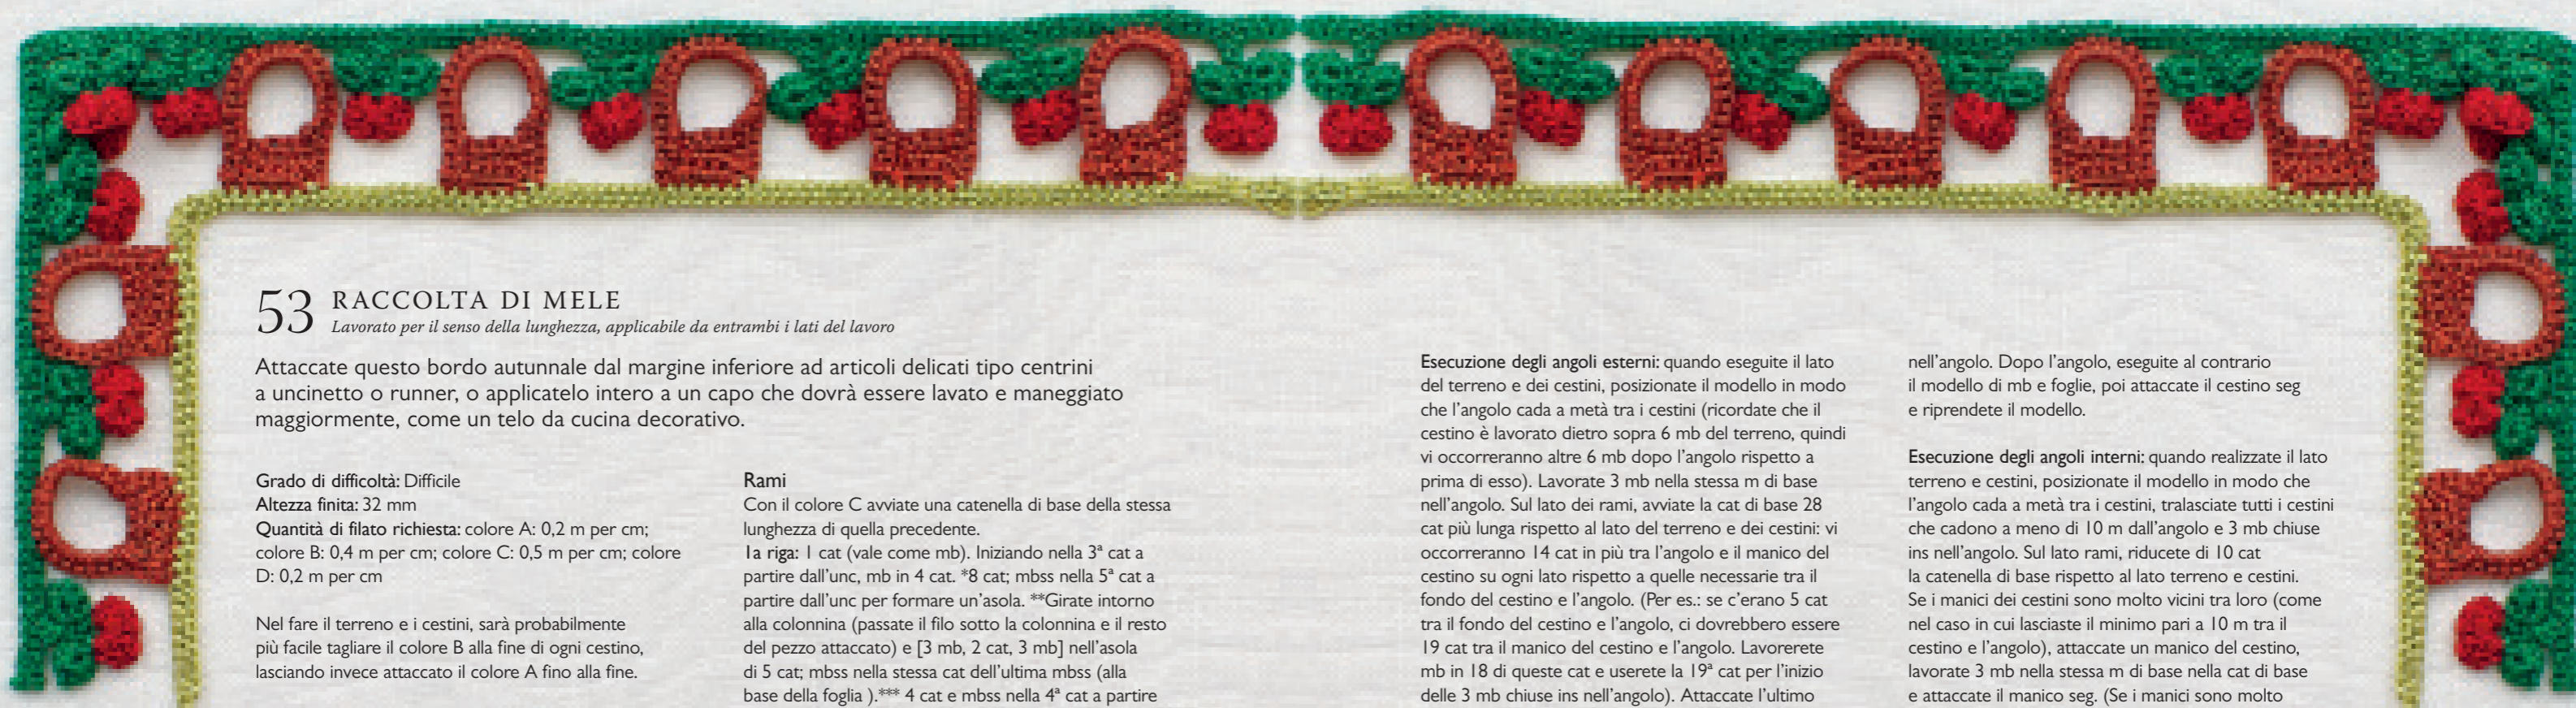 53 RACCOLTA DI MELE
Lavorato per il senso della lunghezza, applicabile da entrambi i lati del lavoro
Attaccate questo bordo autunnale dal margine inferiore ad articoli delicati tipo centrini
a uncinetto o runner, o applicatelo intero a un capo che dovrà essere lavato e maneggiato
maggiormente, come un telo da cucina decorativo.
Grado di difficoltà: Difficile
Altezza finita: 32 mm
Quantità di filato richiesta: colore A: 0,2 m per cm;
colore B: 0,4 m per cm; colore C: 0,5 m per cm; colore
D: 0,2 m per cm
Nel fare il terreno e i cestini, sarà probabilmente
più facile tagliare il colore B alla fine di ogni cestino,
lasciando invece attaccato il colore A fino alla fine.
Rami
Con il colore C avviate una catenella di base della stessa
lunghezza di quella precedente.
1a riga: 1 cat (vale come mb). Iniziando nella 3ª cat a
partire dall'unc, mb in 4 cat. *8 cat; mbss nella 5ª cat a
partire dall'unc per formare un'asola. **Girate intorno
alla colonnina (passate il filo sotto la colonnina e il resto
del pezzo attaccato) e [3 mb, 2 cat, 3 mb] nell'asola
di 5 cat; mbss nella stessa cat dell'ultima mbss (alla
base della foglia ).*** 4 cat e mbss nella 4ª cat a partire
Esecuzione degli angoli esterni: quando eseguite il lato
del terreno e dei cestini, posizionate il modello in modo
che l'angolo cada a metà tra i cestini (ricordate che il
cestino è lavorato dietro sopra 6 mb del terreno, quindi
vi occorreranno altre 6 mb dopo l'angolo rispetto a
prima di esso). Lavorate 3 mb nella stessa m di base
nell'angolo. Sul lato dei rami, avviate la cat di base 28
cat più lunga rispetto al lato del terreno e dei cestini: vi
occorreranno 14 cat in più tra l'angolo e il manico del
cestino su ogni lato rispetto a quelle necessarie tra il
fondo del cestino e l'angolo. (Per es.: se c'erano 5 cat
tra il fondo del cestino e l'angolo, ci dovrebbero essere
19 cat tra il manico del cestino e l'angolo. Lavorerete
mb in 18 di queste cat e userete la 19ª cat per l'inizio
delle 3 mb chiuse ins nell'angolo). Attaccate l'ultimo
nell'angolo. Dopo l'angolo, eseguite al contrario
il modello di mb e foglie, poi attaccate il cestino seg
e riprendete il modello.
Esecuzione degli angoli interni: quando realizzate il lato
terreno e cestini, posizionate il modello in modo che
l'angolo cada a metà tra i cestini, tralasciate tutti i cestini
che cadono a meno di 10 m dall'angolo e 3 mb chiuse
ins nell'angolo. Sul lato rami, riducete di 10 cat
la catenella di base rispetto al lato terreno e cestini.
Se i manici dei cestini sono molto vicini tra loro (come
nel caso in cui lasciaste il minimo pari a 10 m tra il
cestino e l'angolo), attaccate un manico del cestino,
lavorate 3 mb nella stessa m di base nella cat di base
e attaccate il manico seg. (Se i manici sono molto